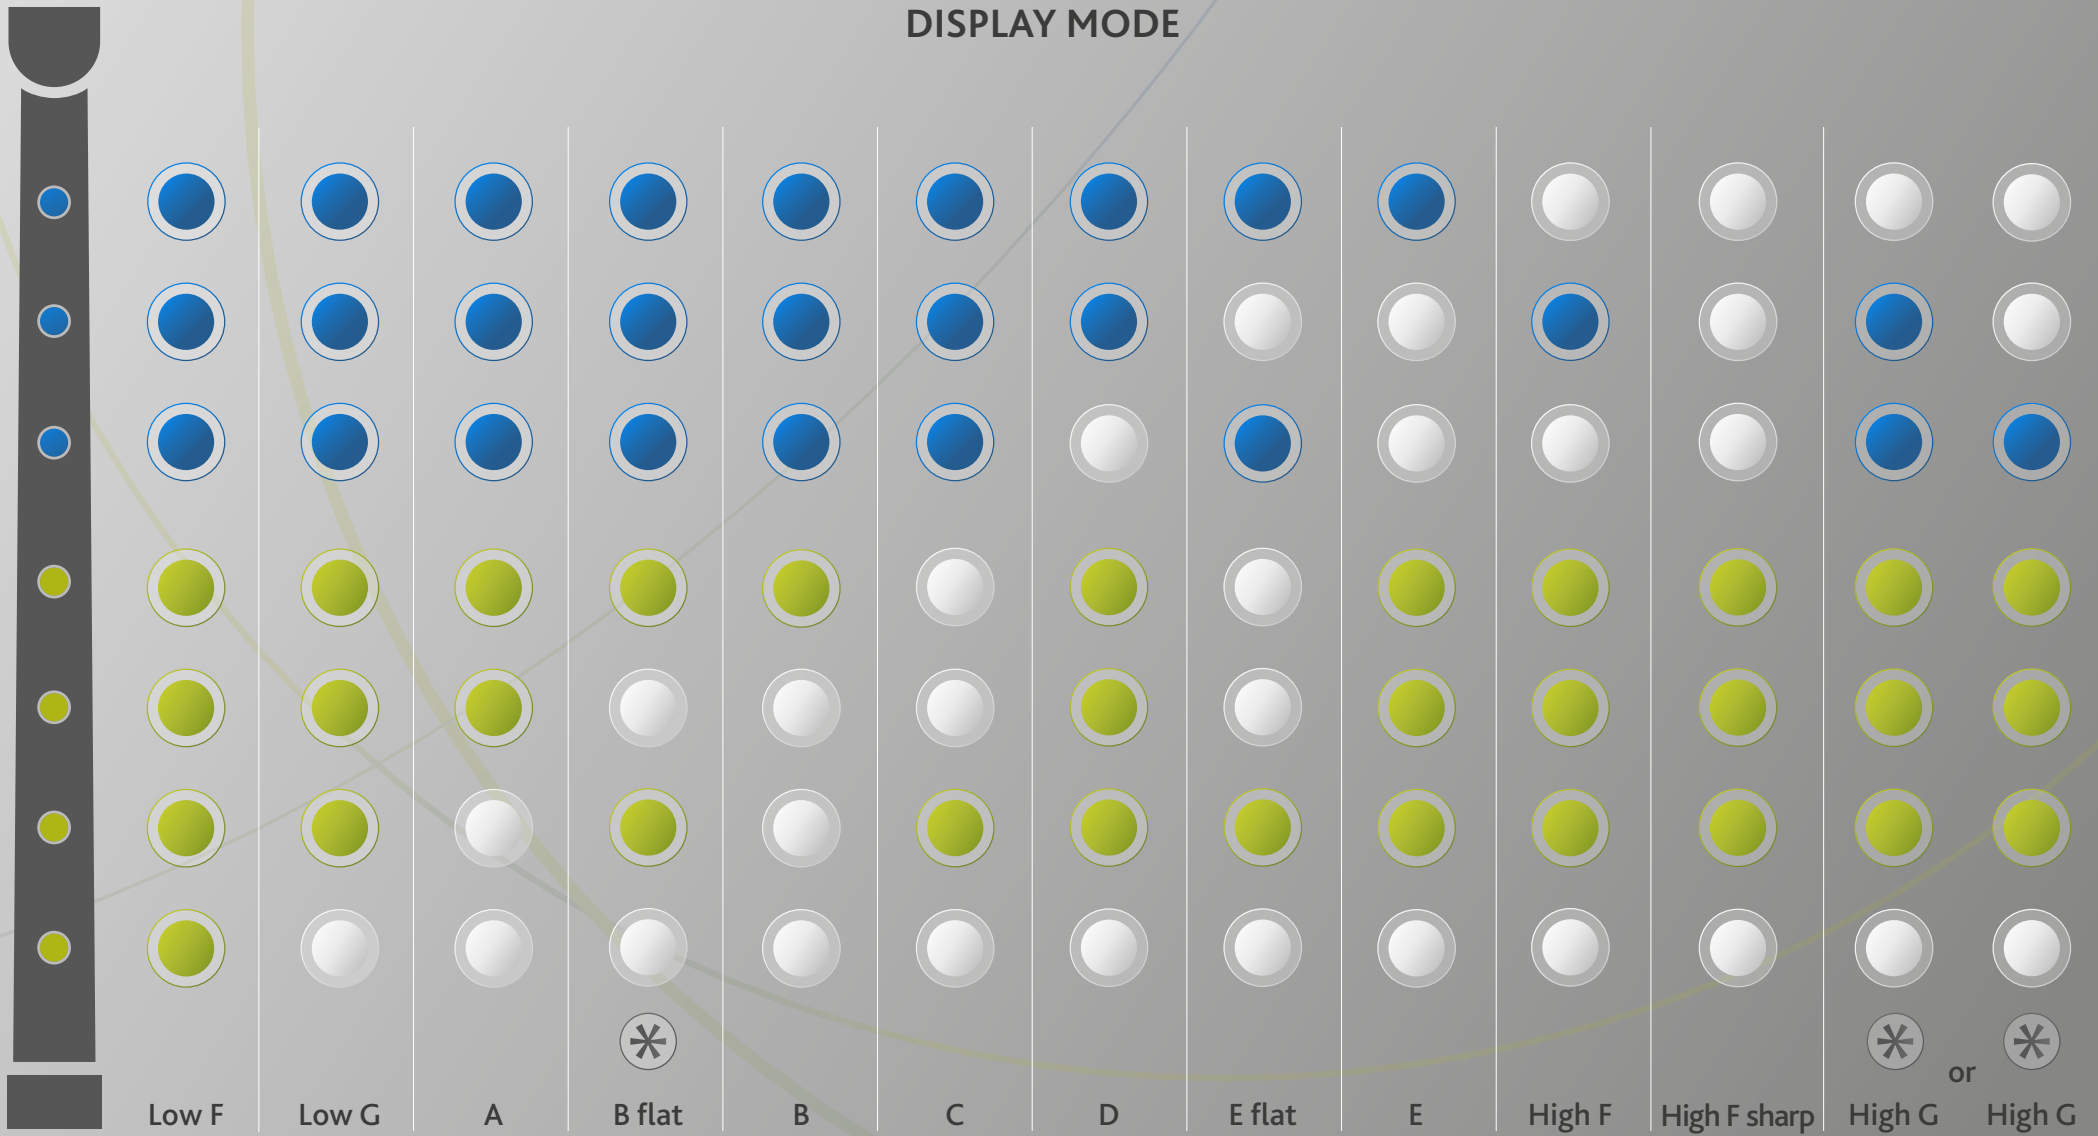 DISPLAY MODE
* * *
or
Low F Low G A B flat B C D E flat E High F High F sharp High G High G